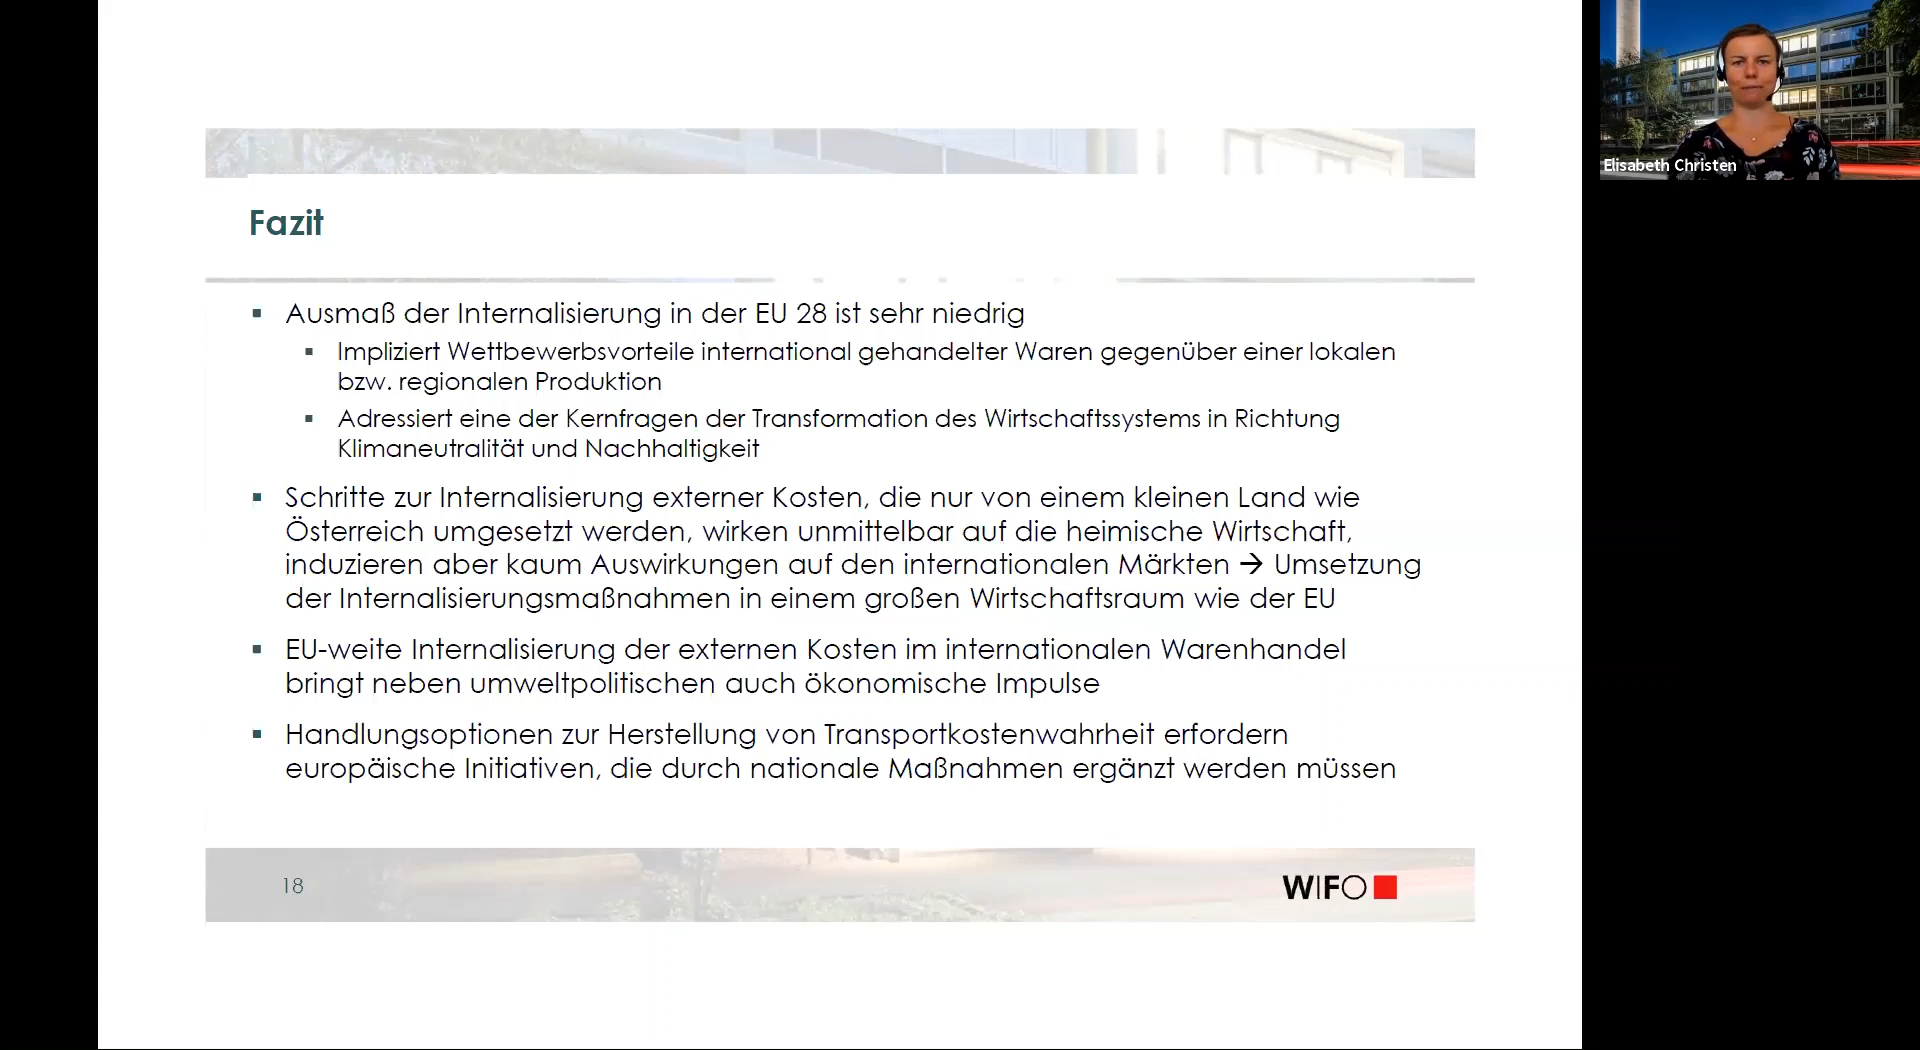 Fazit
▪ Ausmaß der Internalisierung in der EU 28 ist sehr niedrig
▪ Impliziert Wettbewerbsvorteile international gehandelter Waren gegenüber einer lokalen
bzw. regionalen Produktion
▪ Adressiert eine der Kernfragen der Transformation des Wirtschaftssystems in Richtung
Klimaneutralität und Nachhaltigkeit
▪ Schritte zur Internalisierung externer Kosten, die nur von einem kleinen Land wie
Österreich umgesetzt werden, wirken unmittelbar auf die heimische Wirtschaft,
induzieren aber kaum Auswirkungen auf den internationalen Märkten → Umsetzung
der Internalisierungsmaßnahmen in einem großen Wirtschaftsraum wie der EU
▪ EU-weite Internalisierung der externen Kosten im internationalen Warenhandel
bringt neben umweltpolitischen auch ökonomische Impulse
▪ Handlungsoptionen zur Herstellung von Transportkostenwahrheit erfordern
europäische Initiativen, die durch nationale Maßnahmen ergänzt werden müssen
18
WIFO
Elisabeth Christen